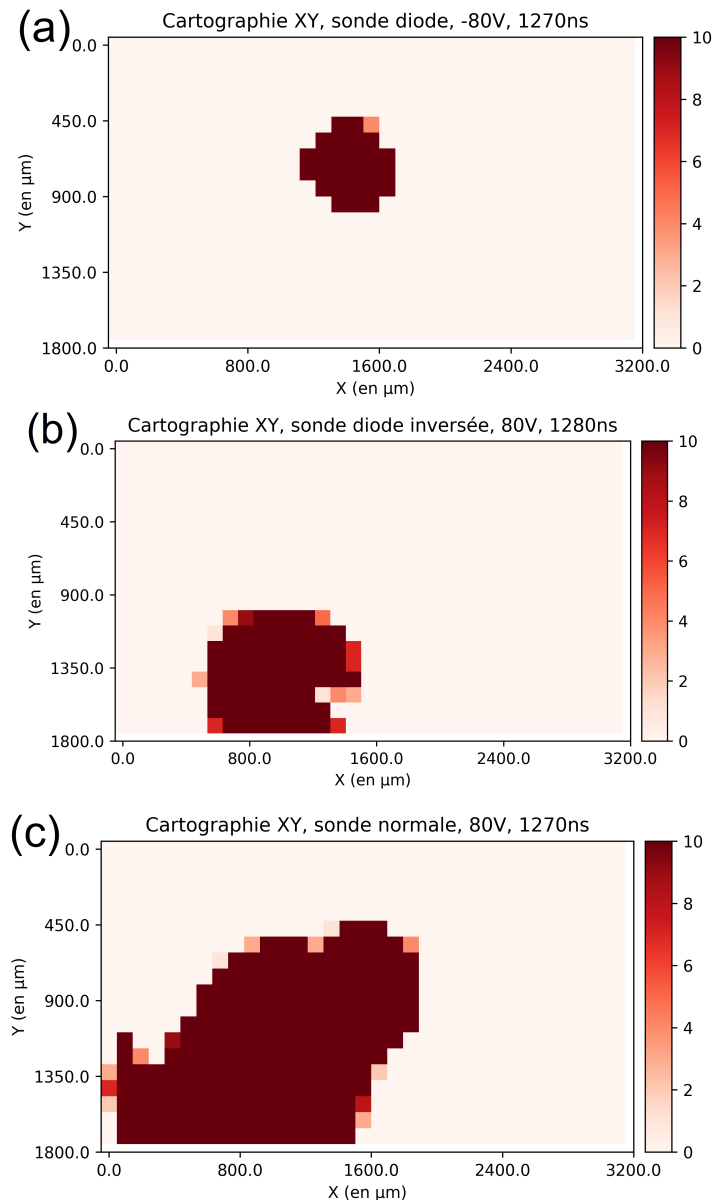 (a)
Cartographie XY, sonde diode, -80V, 1270ns
0.0
450.0
900.0
1350.0
1800.0
Y (en µm)
0.0 800.0 1600.0 2400.0 3200.0
X (en µm)
10
8
6
4
2
0
(b)
Cartographie XY, sonde diode inversée, 80V, 1280ns
0.0
450.0
900.0
1350.0
1800.0
Y (en µm)
0.0 800.0 1600.0 2400.0 3200.0
X (en µm)
10
8
6
4
2
0
(c)
Cartographie XY, sonde normale, 80V, 1270ns
0.0
450.0
900.0
1350.0
1800.0
Y (en µm)
0.0 800.0 1600.0 2400.0 3200.0
X (en µm)
10
8
6
4
2
0